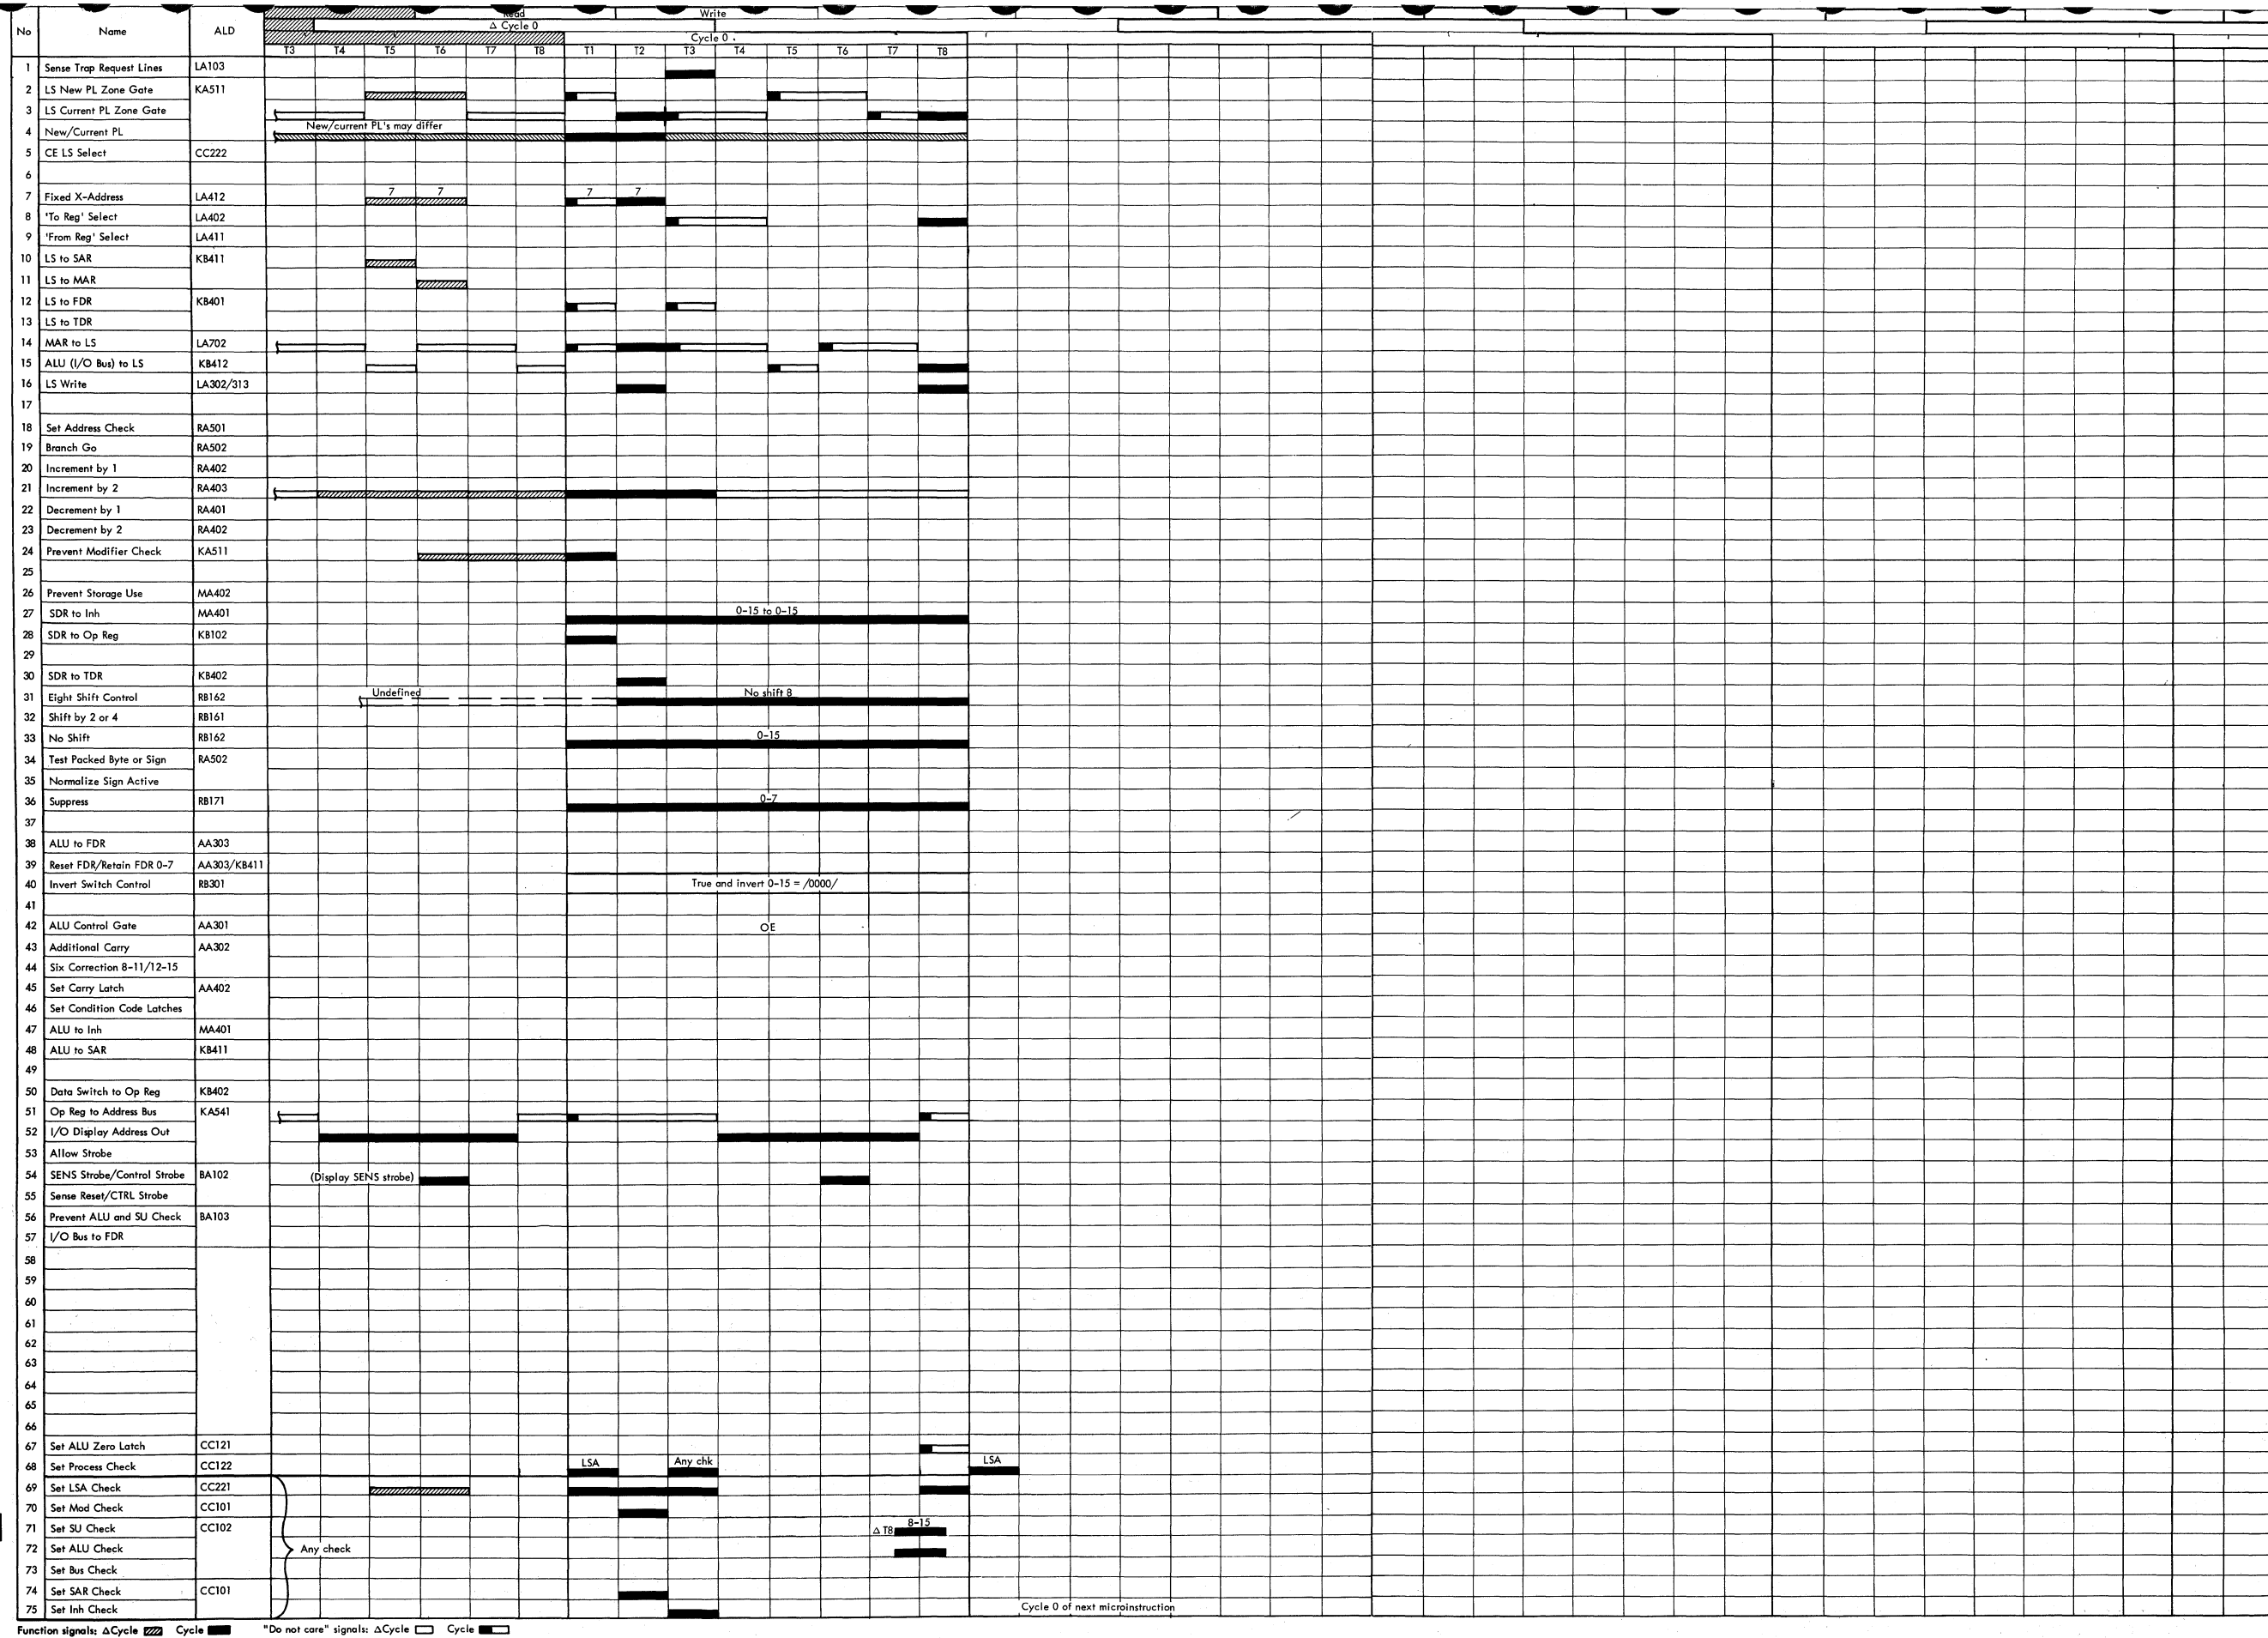 Read Write
Δ Cycle 0
No Name ALD
Cycle 0
T3 T4 T5 T6 T7 T8 T1 T2 T3 T4 T5 T6 T7 T8
1 Sense Trap Request Lines LA103
2 LS New PL Zone Gate KA511
3 LS Current PL Zone Gate
New/current PL's may differ
4 New/Current PL
5 CE LS Select CC222
6
7 7 7 7
7 Fixed X-Address LA412
8 'To Reg' Select LA402
9 'From Reg' Select LA411
10 LS to SAR KB411
11 LS to MAR
12 LS to FDR KB401
13 LS to TDR
14 MAR to LS LA702
15 ALU (I/O Bus) to LS KB412
16 LS Write LA302/313
17
18 Set Address Check RA501
19 Branch Go RA502
20 Increment by 1 RA402
21 Increment by 2 RA403
22 Decrement by 1 RA401
23 Decrement by 2 RA402
24 Prevent Modifier Check KA511
25
26 Prevent Storage Use MA402
27 SDR to Inh MA401 0-15 to 0-15
28 SDR to Op Reg KB102
29
30 SDR to TDR KB402
31 Eight Shift Control RB162 Undefined No shift 8
32 Shift by 2 or 4 RB161
33 No Shift RB162 0-15
34 Test Packed Byte or Sign RA502
35 Normalize Sign Active
36 Suppress RB171 0-7
37
38 ALU to FDR AA303
39 Reset FDR/Retain FDR 0-7 AA303/KB411
40 Invert Switch Control RB301 True and invert 0-15 = /0000/
41
42 ALU Control Gate AA301 OE
43 Additional Carry AA302
44 Six Correction 8-11/12-15
45 Set Carry Latch AA402
46 Set Condition Code Latches
47 ALU to Inh MA401
48 ALU to SAR KB411
49
50 Data Switch to Op Reg KB402
51 Op Reg to Address Bus KA541
52 I/O Display Address Out
53 Allow Strobe
54 SENS Strobe/Control Strobe BA102 (Display SENS strobe)
55 Sense Reset/CTRL Strobe
56 Prevent ALU and SU Check BA103
57 I/O Bus to FDR
58
59
60
61
62
63
64
65
66
67 Set ALU Zero Latch CC121
68 Set Process Check CC122 LSA Any chk LSA
69 Set LSA Check CC221
70 Set Mod Check CC101
71 Set SU Check CC102 Δ T8 8-15
72 Set ALU Check Any check
73 Set Bus Check
74 Set SAR Check CC101
75 Set Inh Check Cycle 0 of next microinstruction
Function signals: ΔCycle Cycle "Do not care" signals: ΔCycle Cycle